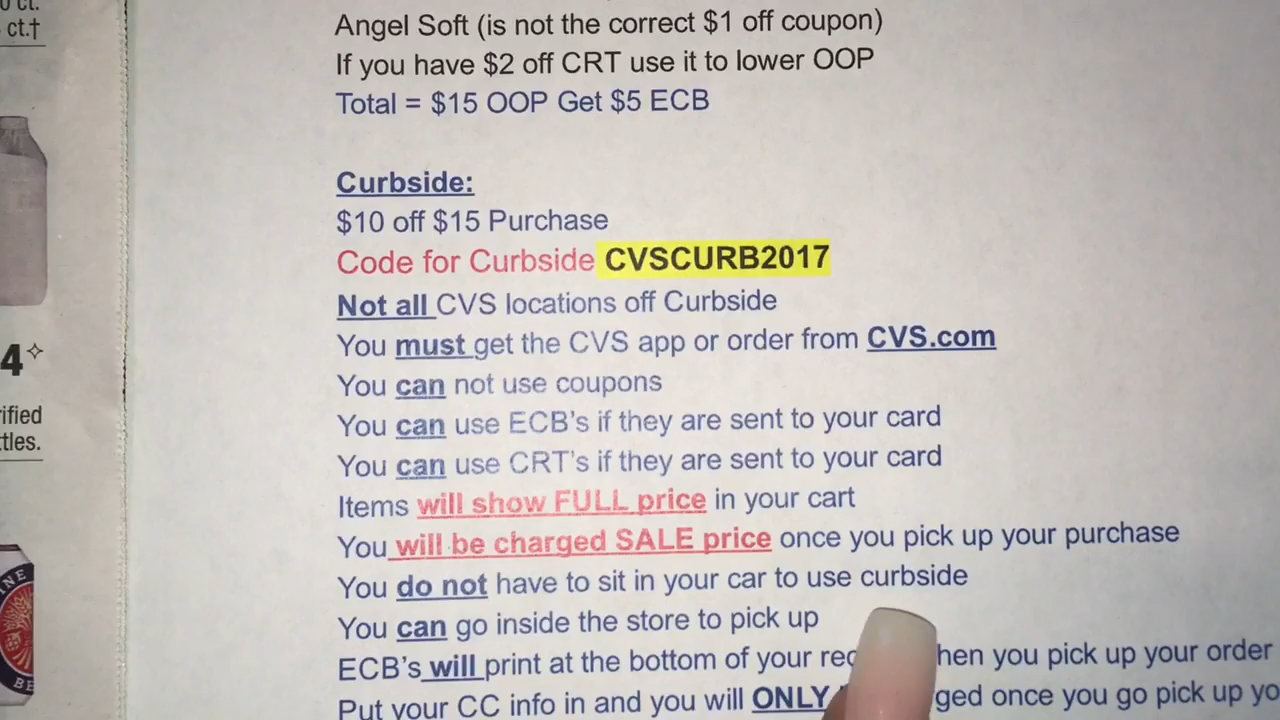 ct.†
Angel Soft (is not the correct $1 off coupon)
If you have $2 off CRT use it to lower OOP
Total = $15 OOP Get $5 ECB
Curbside:
$10 off $15 Purchase
Code for Curbside CVSCURB2017
Not all CVS locations off Curbside
You must get the CVS app or order from CVS.com
You can not use coupons
You can use ECB's if they are sent to your card
You can use CRT's if they are sent to your card
Items will show FULL price in your cart
You will be charged SALE price once you pick up your purchase
You do not have to sit in your car to use curbside
You can go inside the store to pick up
ECB's will print at the bottom of your hen you pick up your order
Put your CC info in and you will ONLY ged once you go pick up yo
4
rified
ttles.